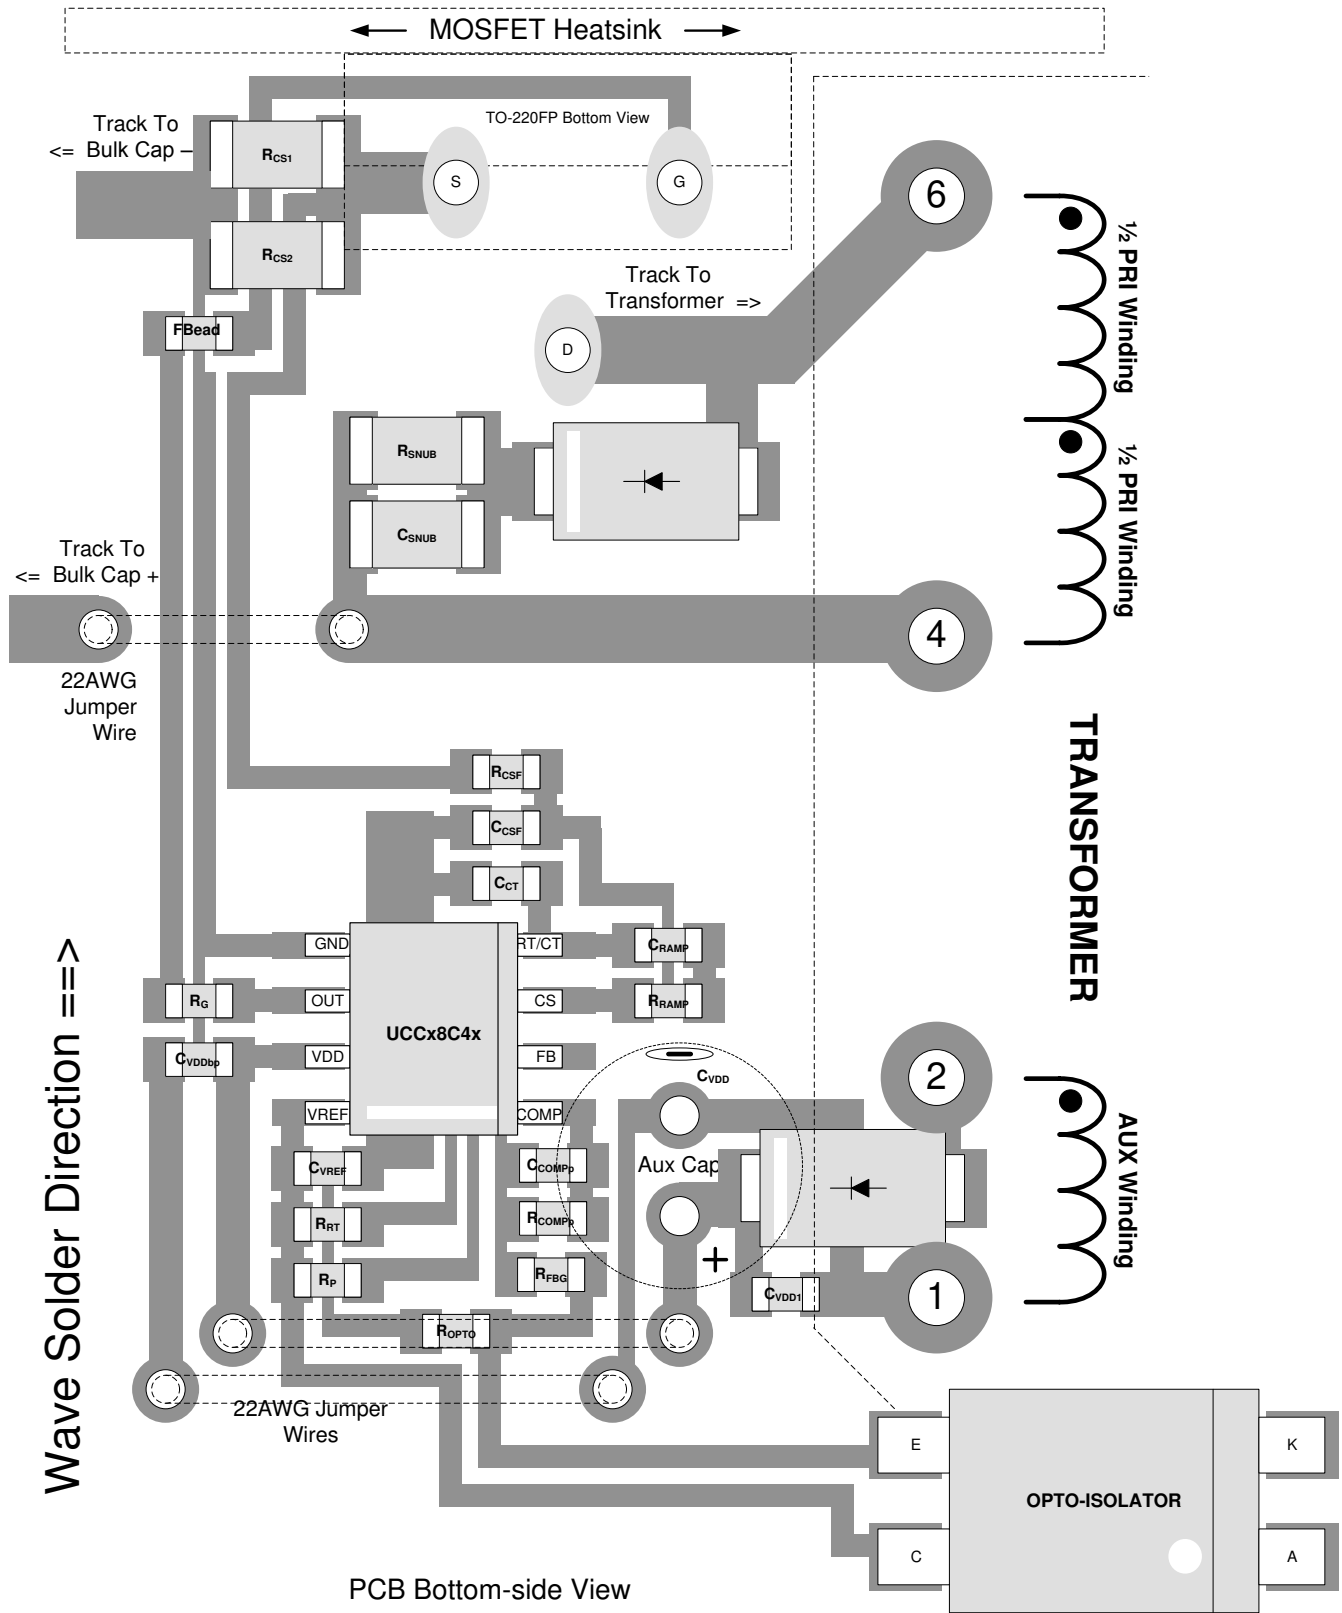 MOSFET Heatsink
TO-220FP Bottom View
Track To
<= Bulk Cap –
RCS1
S
G
6
½ PRI Winding
RCS2
Track To
Transformer =>
FBead
D
RSNUB
½ PRI Winding
CSNUB
Track To
<= Bulk Cap +
4
22AWG
Jumper
Wire
TRANSFORMER
RCSF
CCSF
CCT
GND
RT/CT
CRAMP
RG
OUT
CS
RRAMP
UCCx8C4x
CVDDbp
VDD
FB
CVDD
2
VREF
COMP
CVREF
CCOMPp
Aux Cap
AUX Winding
RRT
RCOMPp
+
RP
RFBG
CVDD1
1
ROPTO
22AWG Jumper
Wires
Wave Solder Direction ==>
E
K
OPTO-ISOLATOR
C
A
PCB Bottom-side View